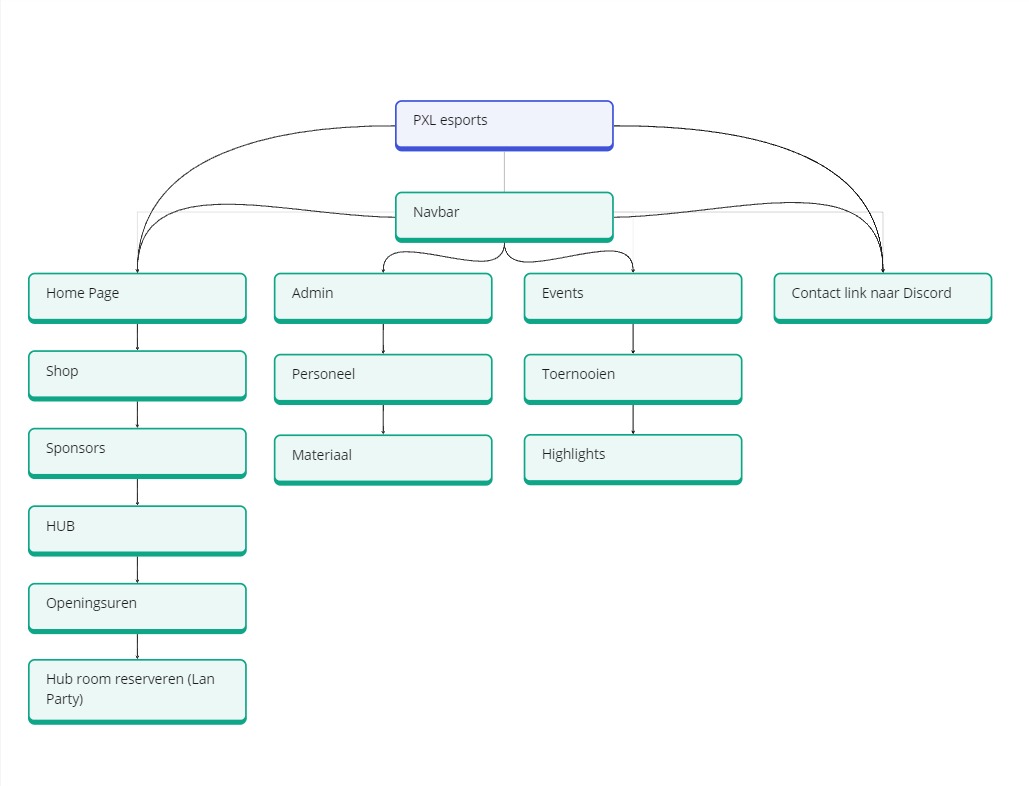 PXL esports
Navbar
Home Page
Admin
Events
Contact link naar Discord
Shop
Personeel
Toernooien
Sponsors
Materiaal
Highlights
HUB
Openingsuren
Hub room reserveren (Lan
Party)